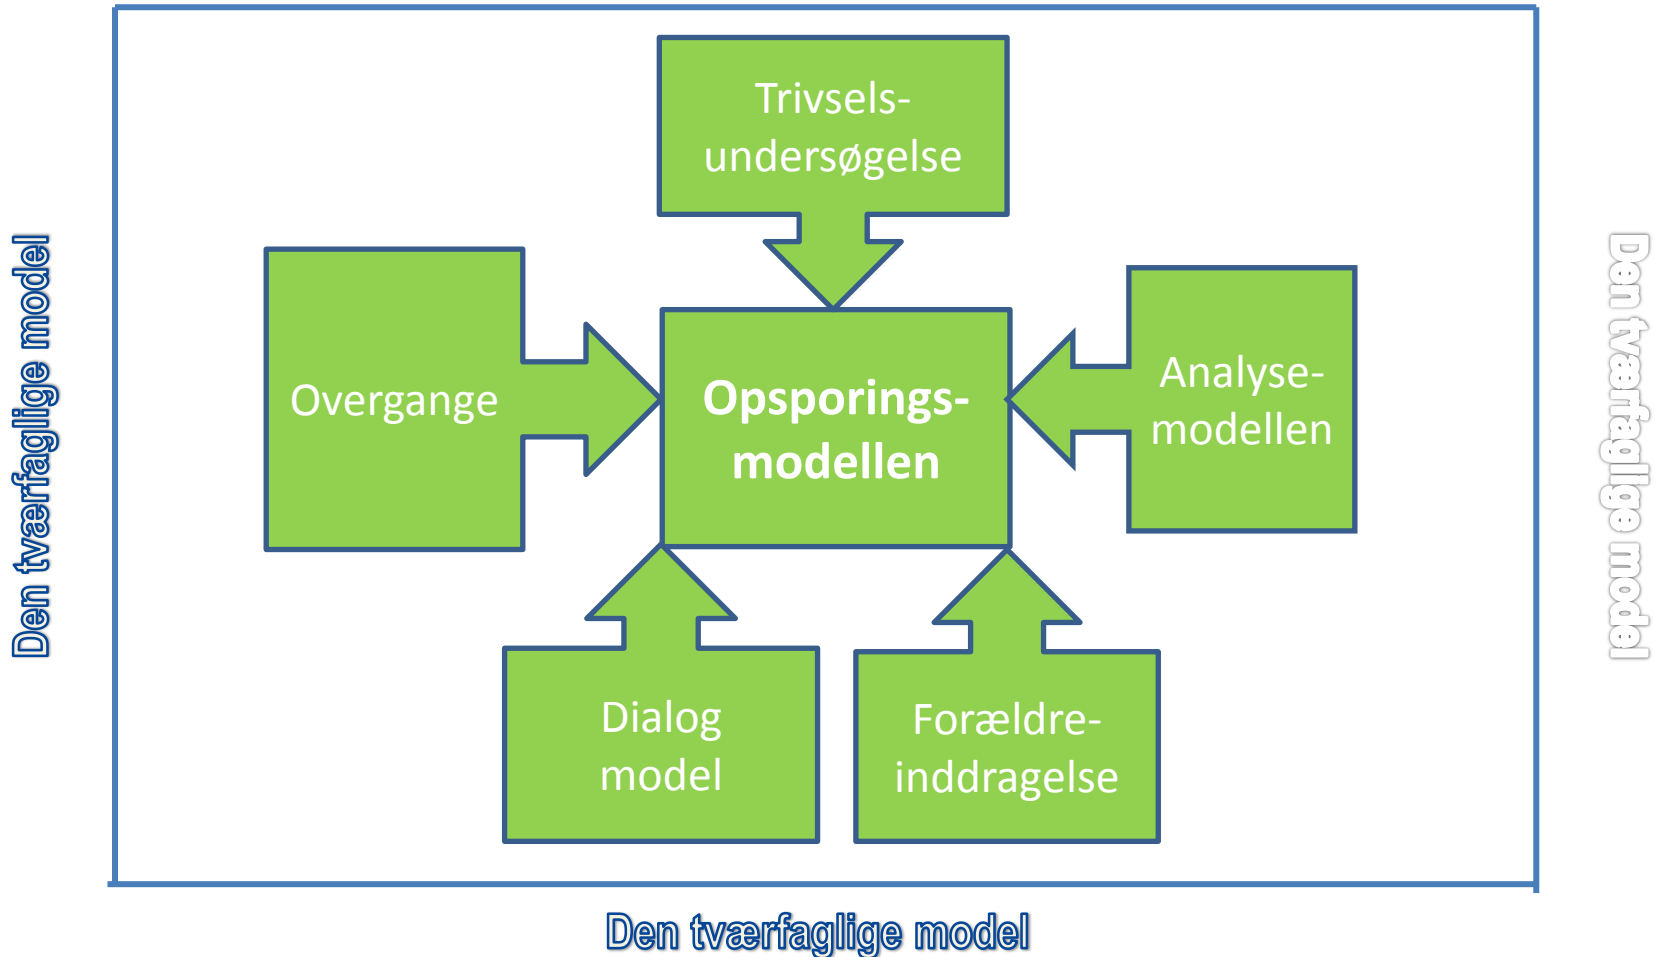 Trivsels-
undersøgelse
Den tværfaglige model
Overgange
Opsporings-
modellen
Analyse-
modellen
Den tværfaglige model
Dialog
model
Forældre-
inddragelse
Den tværfaglige model